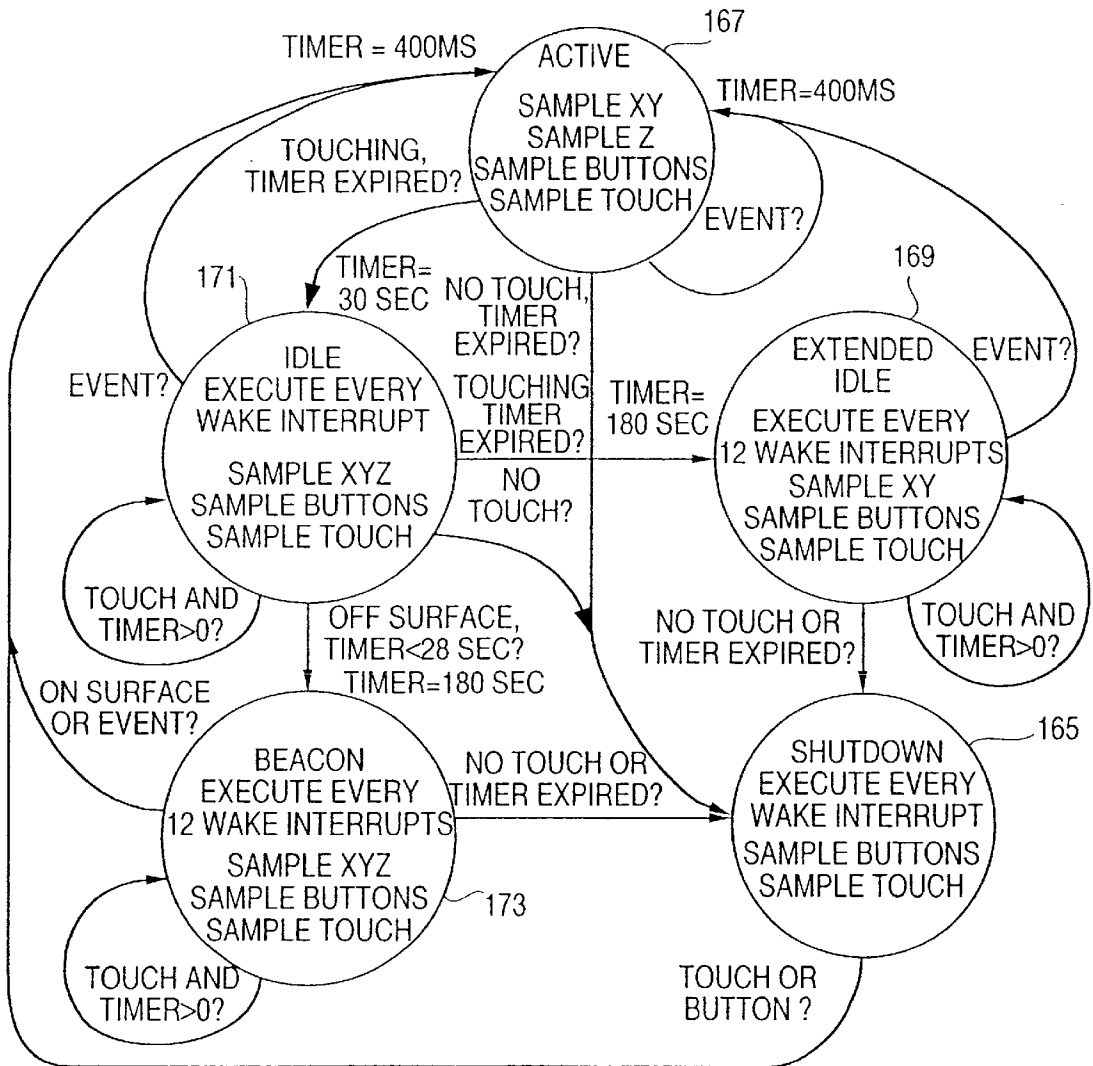 167
TIMER = 400MS
ACTIVE
SAMPLE XY
SAMPLE Z
SAMPLE BUTTONS
SAMPLE TOUCH
TIMER=400MS
TOUCHING,
TIMER EXPIRED?
EVENT?
171
TIMER=
30 SEC
NO TOUCH,
TIMER
EXPIRED?
169
EVENT?
IDLE
EXECUTE EVERY
WAKE INTERRUPT
SAMPLE XYZ
SAMPLE BUTTONS
SAMPLE TOUCH
TOUCHING
TIMER
EXPIRED?
NO
TOUCH?
TIMER=
180 SEC
EXTENDED
IDLE
EXECUTE EVERY
12 WAKE INTERRUPTS
SAMPLE XY
SAMPLE BUTTONS
SAMPLE TOUCH
EVENT?
TOUCH AND
TIMER>0?
OFF SURFACE,
TIMER<28 SEC?
TIMER=180 SEC
NO TOUCH OR
TIMER EXPIRED?
TOUCH AND
TIMER>0?
ON SURFACE
OR EVENT?
BEACON
EXECUTE EVERY
12 WAKE INTERRUPTS
SAMPLE XYZ
SAMPLE BUTTONS
SAMPLE TOUCH
173
NO TOUCH OR
TIMER EXPIRED?
SHUTDOWN
EXECUTE EVERY
WAKE INTERRUPT
SAMPLE BUTTONS
SAMPLE TOUCH
165
TOUCH AND
TIMER>0?
TOUCH OR
BUTTON ?